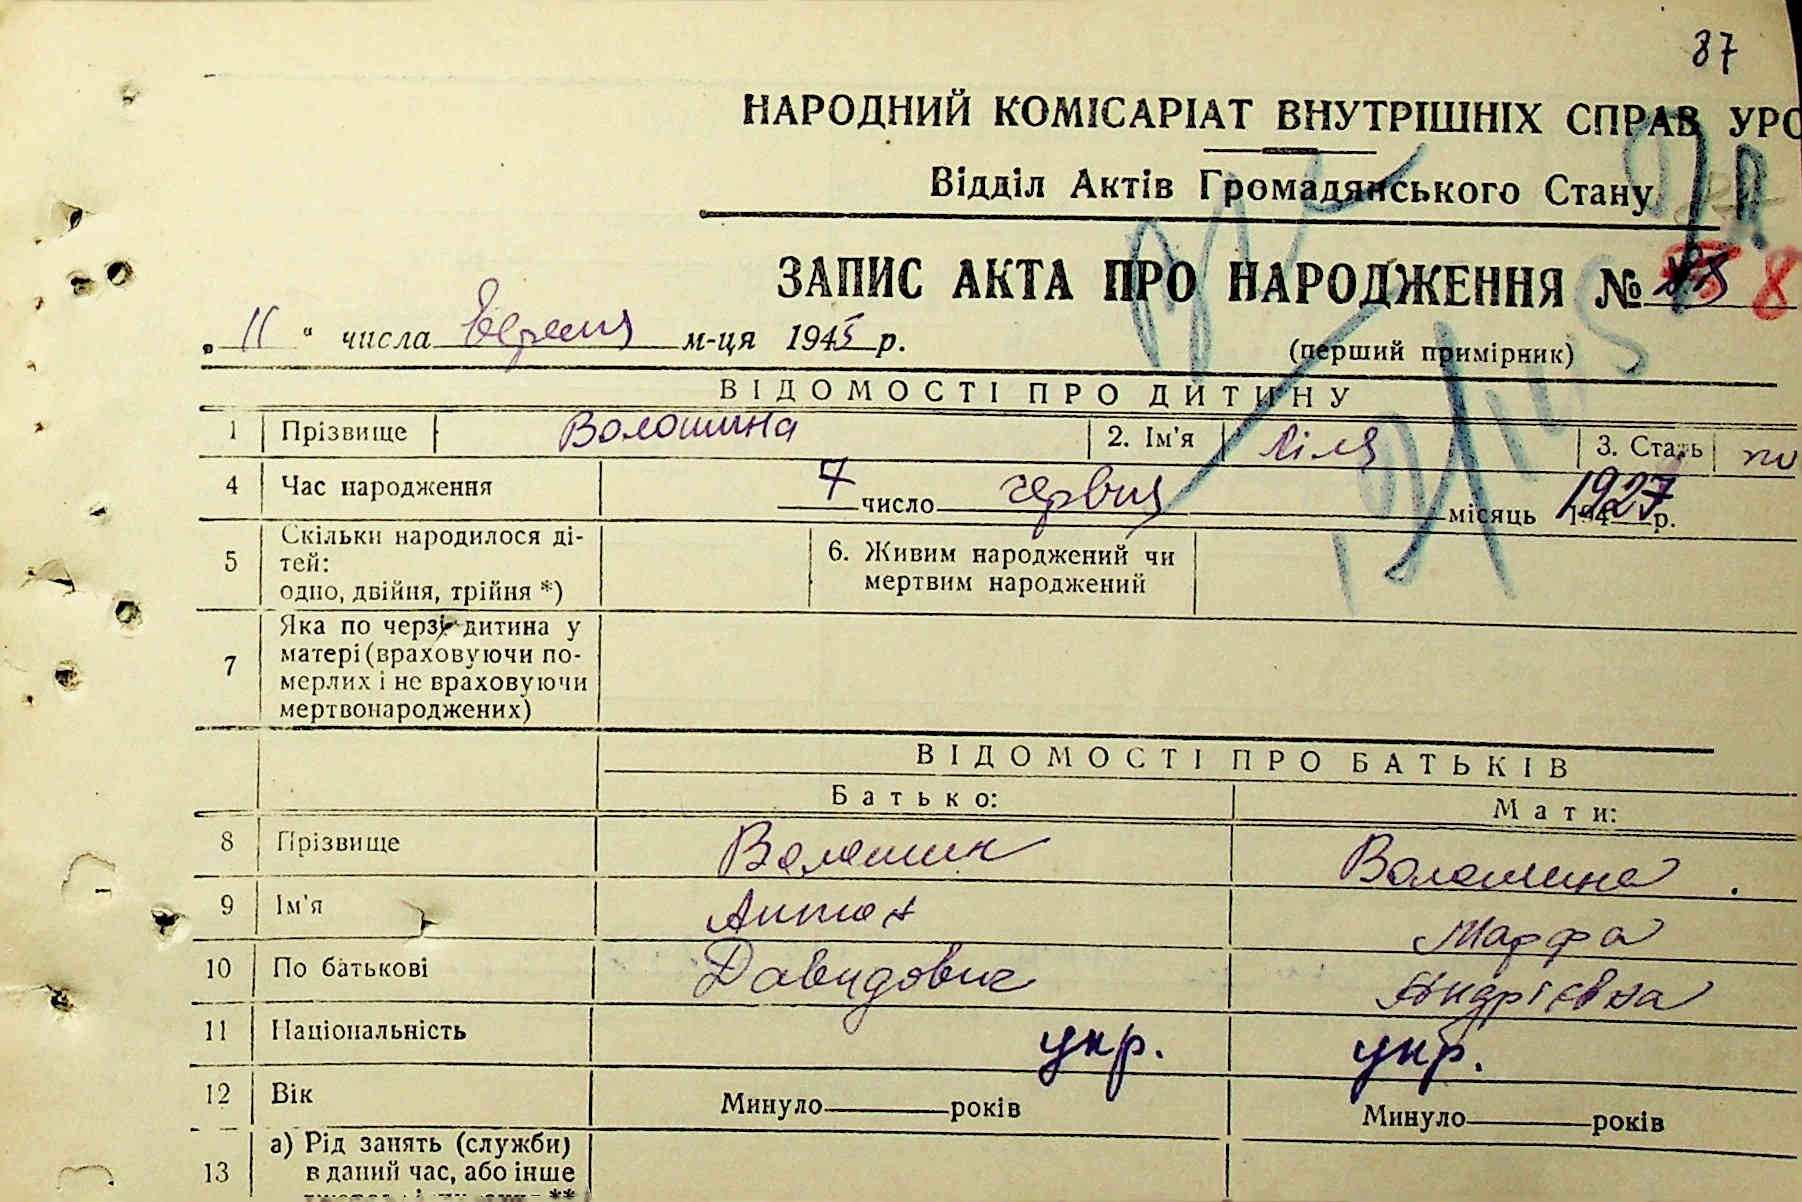 87
НАРОДНИЙ КОМІСАРІАТ ВНУТРІШНІХ СПРАВ УРС
Відділ Актів Громадянського Стану
ЗАПИС АКТА ПРО НАРОДЖЕННЯ № 8
„ 11 “ числа вересня м-ця 1945 р.
(перший примірник)
ВІДОМОСТІ ПРО ДИТИНУ
1 Прізвище Волошина 2. Ім'я Ліля 3. Стать
4 Час народження 7 число червня місяць 1927 р.
5 Скільки народилося ді-
тей:
одно, двійня, трійня *)
6. Живим народжений чи
мертвим народжений
7 Яка по черзі дитина у
матері (враховуючи по-
мерлих і не враховуючи
мертвонароджених)
ВІДОМОСТІ ПРО БАТЬКІВ
Батько: Мати:
8 Прізвище Волошин Волошина
9 Ім'я Антон Марфа
10 По батькові Давидович Андрієвна
11 Національність укр. укр.
12 Вік Минуло років Минуло років
13 а) Рід занять (служби)
в даний час, або інше